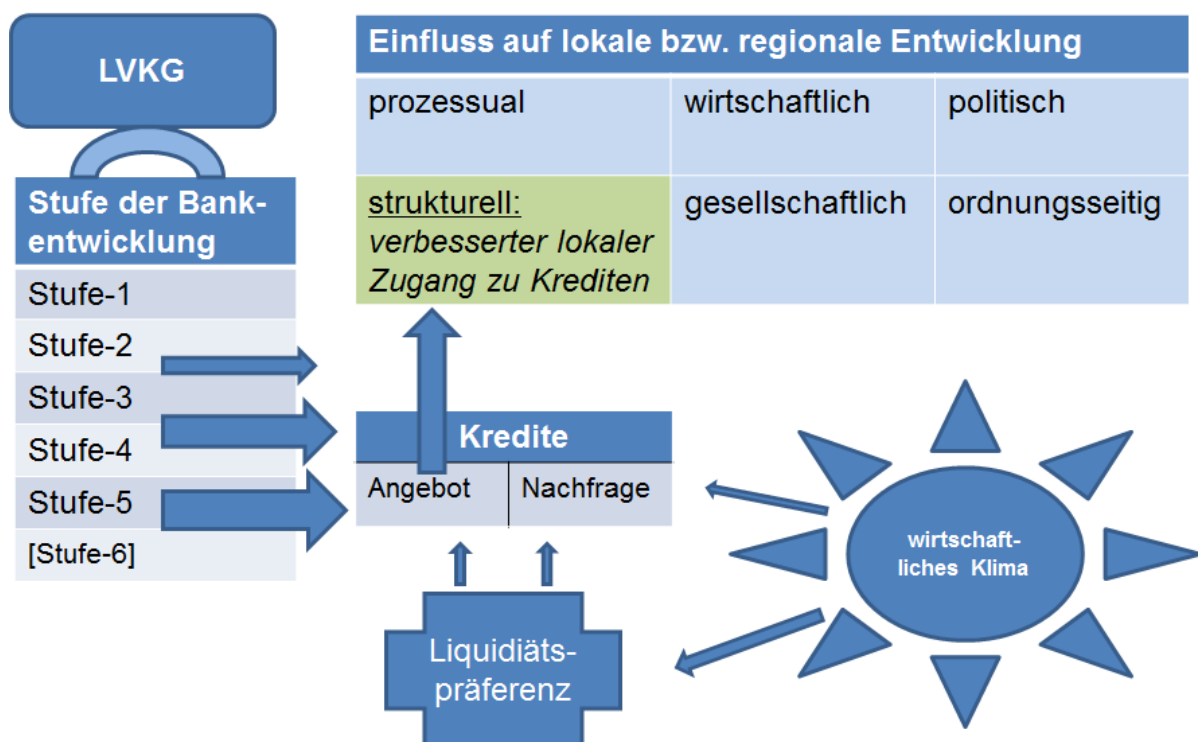 LVKG
Stufe der Bank-
entwicklung
Stufe-1
Stufe-2
Stufe-3
Stufe-4
Stufe-5
[Stufe-6]
Einfluss auf lokale bzw. regionale Entwicklung
prozessual
wirtschaftlich
politisch
strukturell:
verbesserter lokaler
Zugang zu Krediten
gesellschaftlich
ordnungsseitig
Kredite
Angebot
Nachfrage
Liquidiäts-
präferenz
wirtschaft-
liches Klima